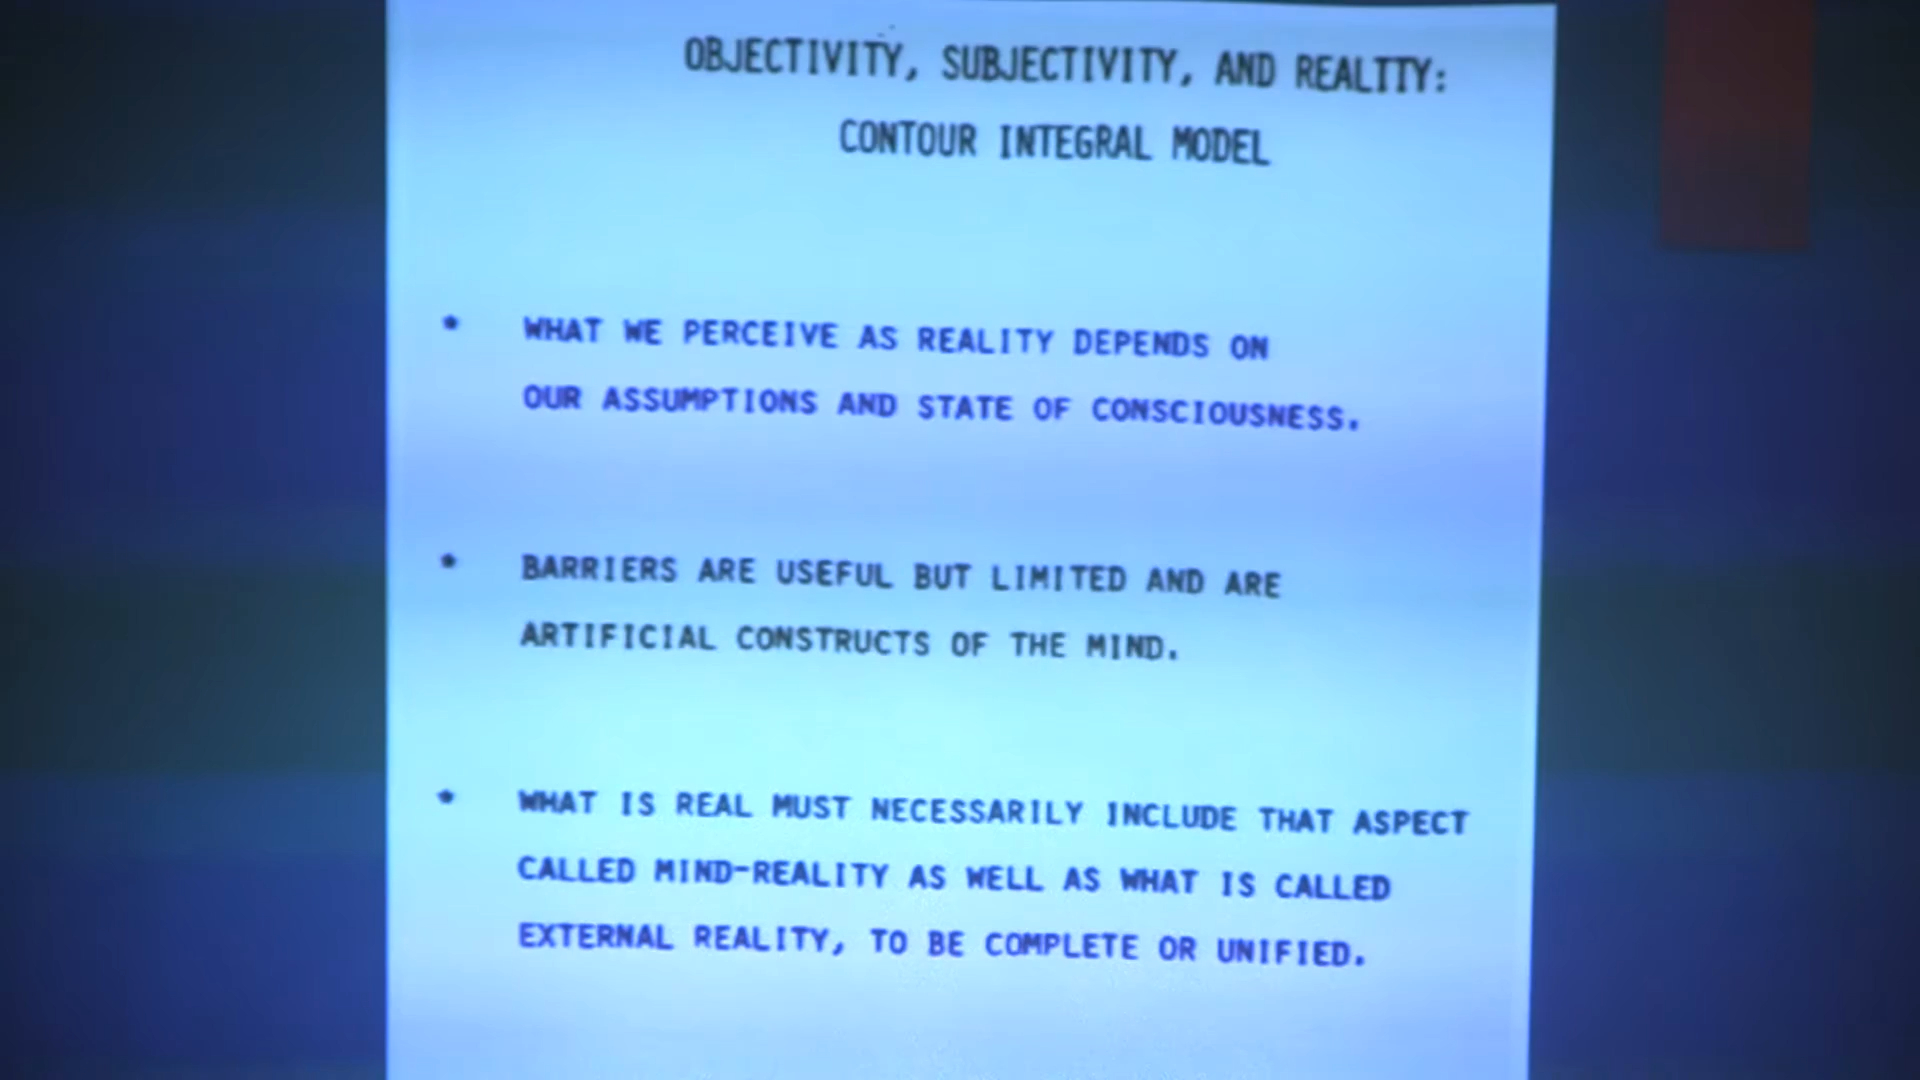 OBJECTIVITY, SUBJECTIVITY, AND REALITY:
CONTOUR INTEGRAL MODEL
* WHAT WE PERCEIVE AS REALITY DEPENDS ON
OUR ASSUMPTIONS AND STATE OF CONSCIOUSNESS.
* BARRIERS ARE USEFUL BUT LIMITED AND ARE
ARTIFICIAL CONSTRUCTS OF THE MIND.
* WHAT IS REAL MUST NECESSARILY INCLUDE THAT ASPECT
CALLED MIND-REALITY AS WELL AS WHAT IS CALLED
EXTERNAL REALITY, TO BE COMPLETE OR UNIFIED.